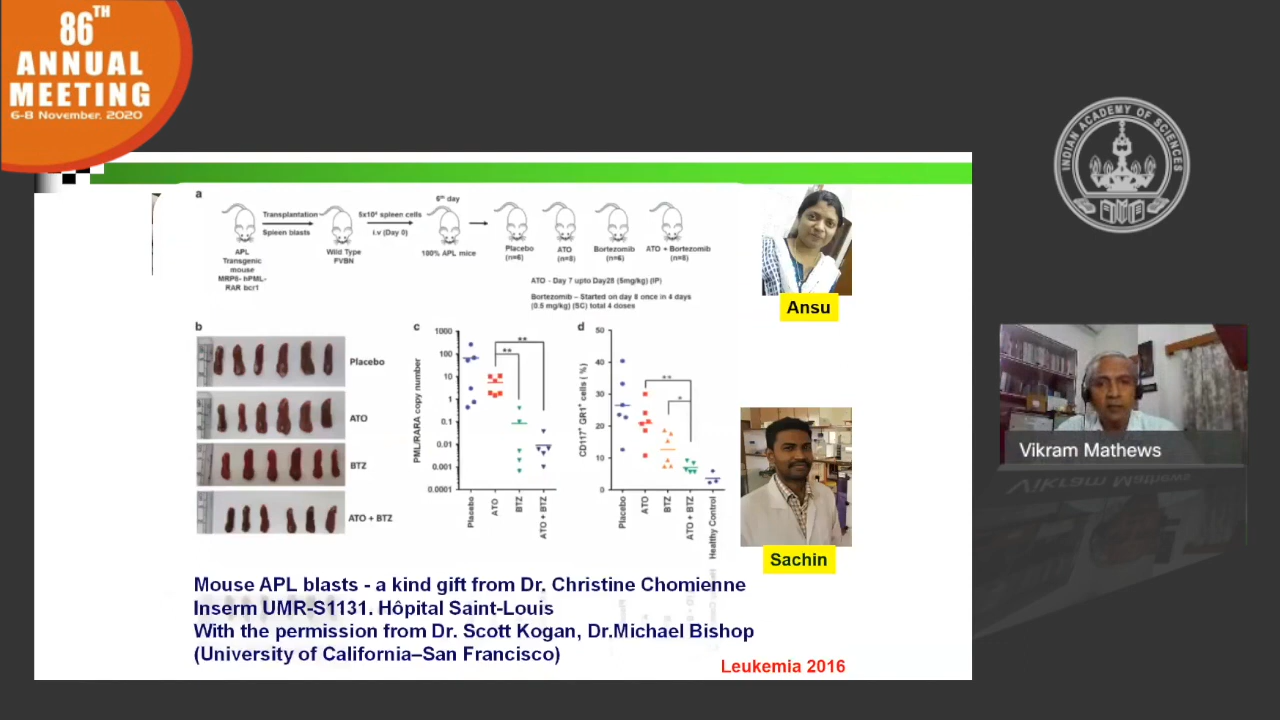 86TH
ANNUAL
MEETING
6-8 November, 2020
INDIAN ACADEMY OF SCIENCES
a
Transplantation
Spleen blasts
i.v (Day 0)
6th day
APL
Transgenic
mouse
MRP8- hPML-
RAR bcr1
Wild Type
FVBN
100% APL mice
Placebo
(n=6)
ATO
(n=8)
Bortezomib
(n=6)
ATO + Bortezomib
(n=8)
ATO - Day 7 upto Day28 (5mg/kg) (IP)
Bortezomib – Started on day 8 once in 4 days
(0.5 mg/kg) (SC) total 4 doses
Ansu
b
Placebo
ATO
BTZ
ATO + BTZ
c
PML/RARA copy number
1000
100
10
1
0.1
0.01
0.001
0.0001
**
**
Placebo
ATO
BTZ
ATO + BTZ
d
CD117+ GR1+ cells (%)
50
40
30
20
10
0
**
*
Placebo
ATO
BTZ
ATO + BTZ
Healthy Control
Sachin
Vikram Mathews
Mouse APL blasts - a kind gift from Dr. Christine Chomienne
Inserm UMR-S1131. Hôpital Saint-Louis
With the permission from Dr. Scott Kogan, Dr.Michael Bishop
(University of California–San Francisco)
Leukemia 2016